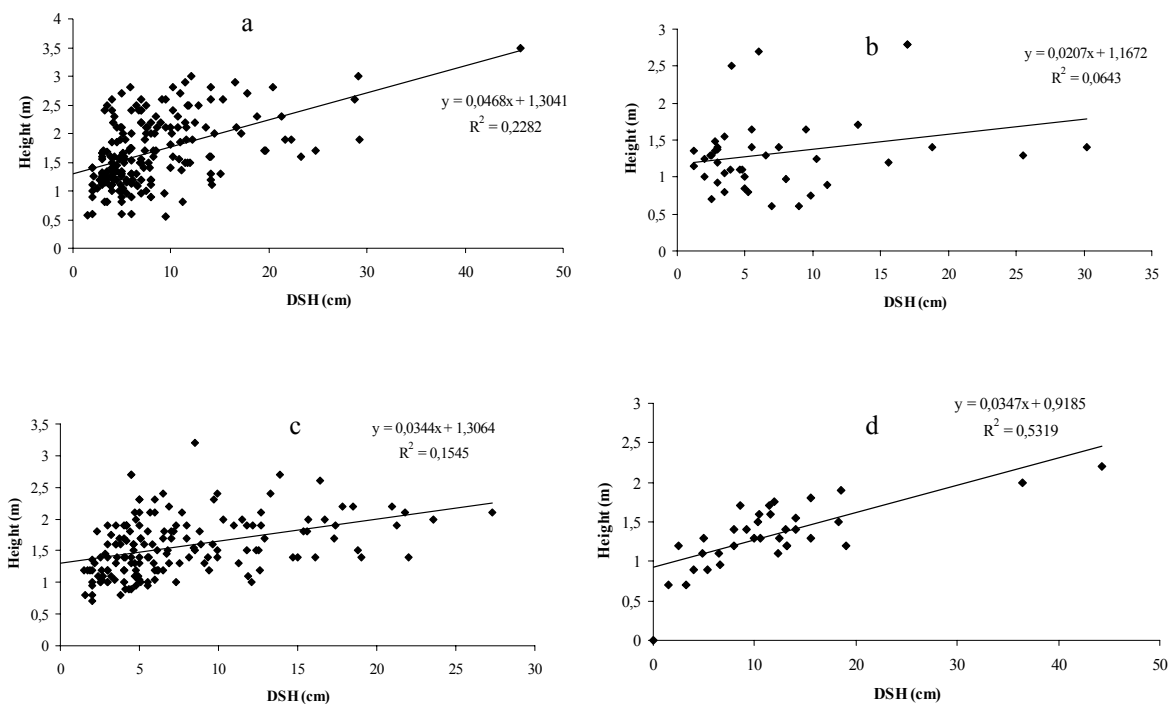 a
4
3,5
3
2,5
2
1,5
1
0,5
0
Height (m)
y = 0,0468x + 1,3041
R² = 0,2282
0 10 20 30 40 50
DSH (cm)
b
3
2,5
2
1,5
1
0,5
0
Height (m)
y = 0,0207x + 1,1672
R² = 0,0643
0 5 10 15 20 25 30 35
DSH (cm)
c
3,5
3
2,5
2
1,5
1
0,5
0
Height (m)
y = 0,0344x + 1,3064
R² = 0,1545
0 5 10 15 20 25 30
DSH (cm)
d
3
2,5
2
1,5
1
0,5
0
Height (m)
y = 0,0347x + 0,9185
R² = 0,5319
0 10 20 30 40 50
DSH (cm)